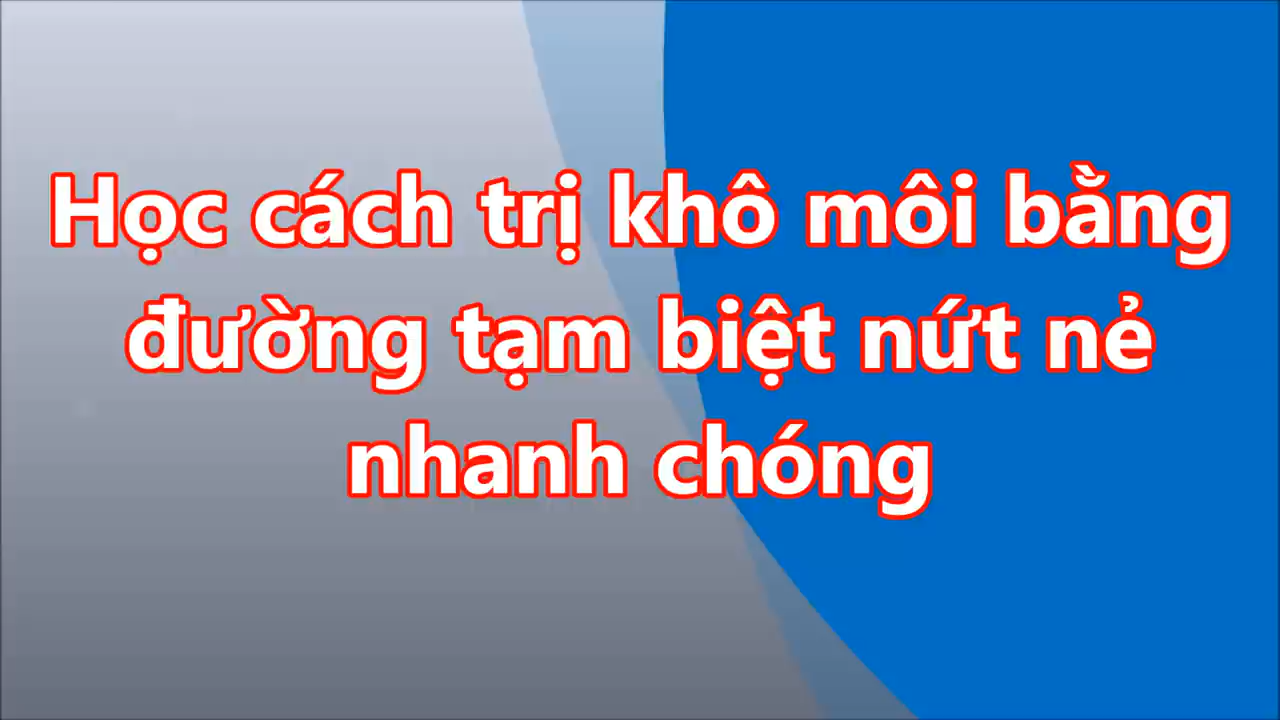 Học cách trị khô môi bằng
đường tạm biệt nứt nẻ
nhanh chóng